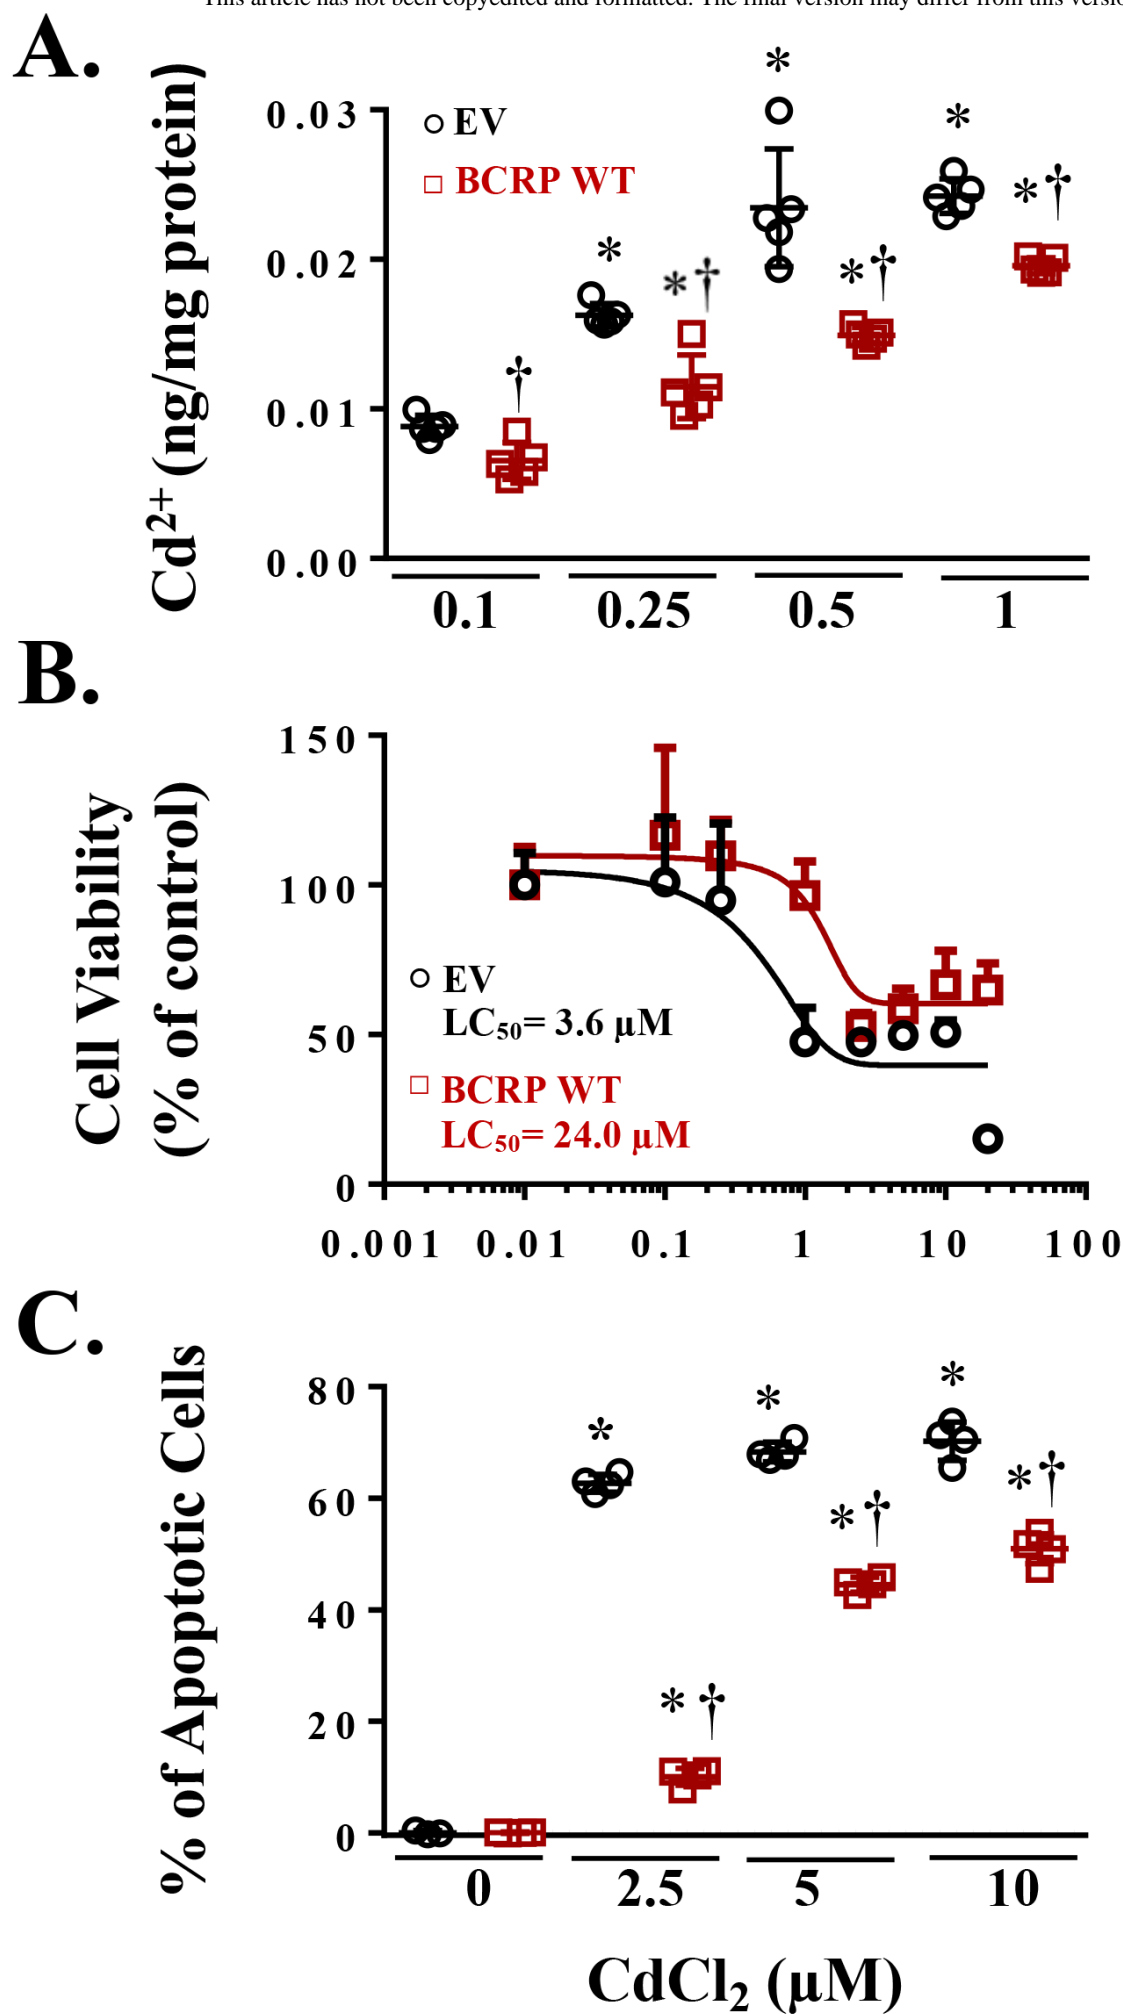 This article has not been copyedited and formatted. The final version may differ from this versio
A.
Cd²⁺ (ng/mg protein)
0.03
0.02
0.01
0.00
○ EV
□ BCRP WT
*
*
*
*†
*†
*†
†
0.1 0.25 0.5 1
B.
Cell Viability
(% of control)
150
100
50
0
○ EV
LC₅₀= 3.6 µM
□ BCRP WT
LC₅₀= 24.0 µM
0.001 0.01 0.1 1 10 100
C.
% of Apoptotic Cells
80
60
40
20
0
*
*
*
*†
*†
*†
0 2.5 5 10
CdCl₂ (µM)